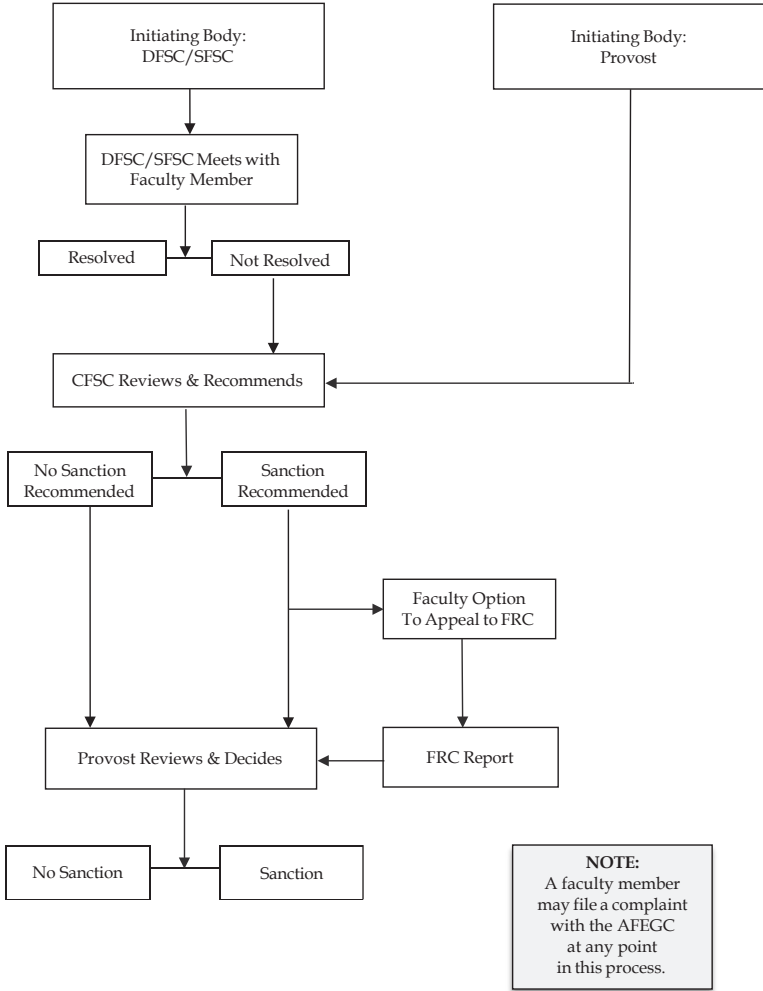 Initiating Body:
DFSC/SFSC
Initiating Body:
Provost
DFSC/SFSC Meets with
Faculty Member
Resolved
Not Resolved
CFSC Reviews & Recommends
No Sanction
Recommended
Sanction
Recommended
Faculty Option
To Appeal to FRC
Provost Reviews & Decides
FRC Report
No Sanction
Sanction
NOTE:
A faculty member
may file a complaint
with the AFEGC
at any point
in this process.